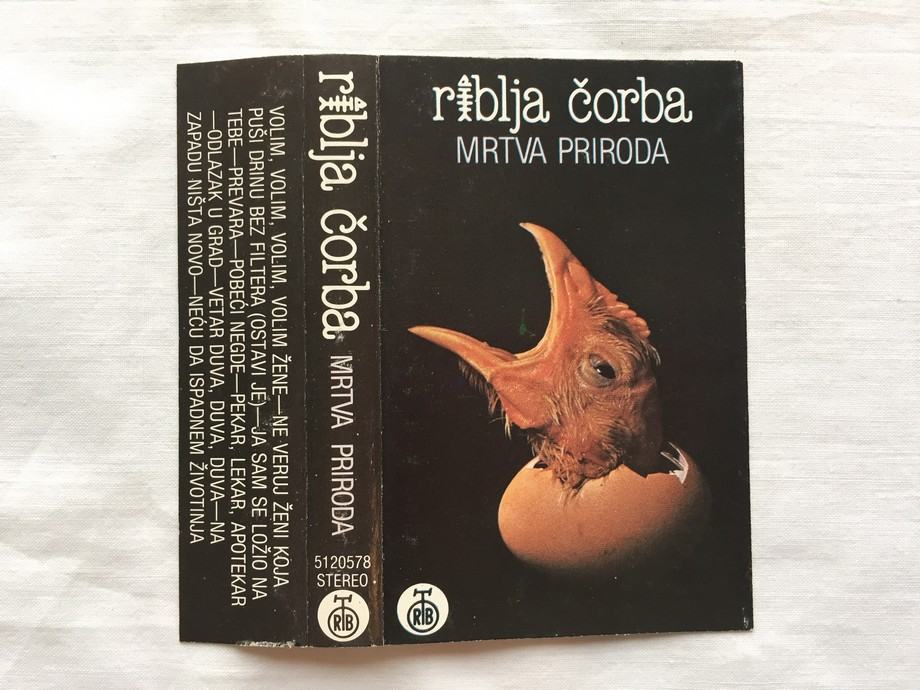 riblja čorba
MRTVA PRIRODA
RTB
riblja čorba MRTVA PRIRODA
5120578
STEREO
RTB
VOLIM, VOLIM, VOLIM, VOLIM ŽENE—NE VERUJ ŽENI KOJA
PUŠI DRINU BEZ FILTERA (OSTAVI JE)—JA SAM SE LOŽIO NA
TEBE—PREVARA—POBEĆI NEGDE—PEKAR, LEKAR, APOTEKAR
—ODLAZAK U GRAD—VETAR DUVA, DUVA, DUVA—NA
ZAPADU NIŠTA NOVO—NEĆU DA ISPADNEM ŽIVOTINJA